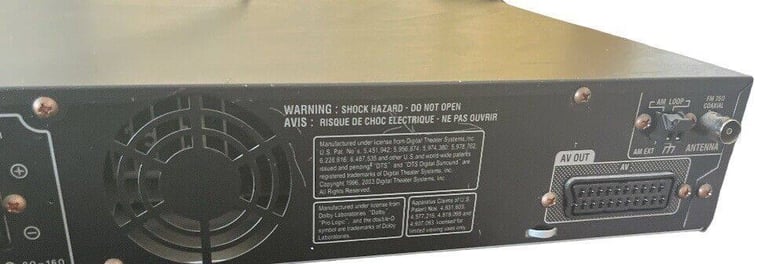 WARNING : SHOCK HAZARD - DO NOT OPEN
AVIS : RISQUE DE CHOC ELECTRIQUE - NE PAS OUVRIR
Manufactured under license from Digital Theater Systems, Inc.
U.S. Pat. No's. 5,451,942; 5,956,674; 5,974,380; 5,978,762;
6,226,616; 6,487,535 and other U.S. and world-wide patents
issued and pending. "DTS" and "DTS Digital Surround" are
registered trademarks of Digital Theater Systems, Inc.
Copyright 1996, 2003 Digital Theater Systems, Inc.
All Rights Reserved.
Manufactured under license from
Dolby Laboratories. "Dolby",
"Pro Logic", and the double-D
symbol are trademarks of Dolby
Laboratories.
Apparatus Claims of U.S.
Patent Nos. 4,631,603,
4,577,216, 4,819,098 and
4,907,093 licensed for
limited viewing uses only.
AV OUT
AV
AM LOOP
AM EXT
FM 75Ω
COAXIAL
ANTENNA
+
-